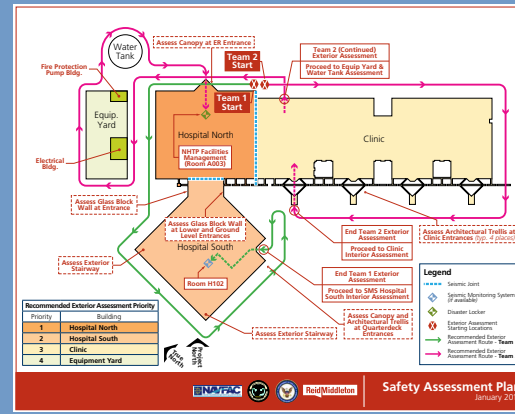 Water
Tank
Assess Canopy at ER Entrance
Team 2
Start
Team 2 (Continued)
Exterior Assessment
Proceed to Equip Yard &
Water Tank Assessment
Fire Protection
Pump Bldg.
Team 1
Start
Equip.
Yard
Hospital North
Clinic
NHTP Facilities
Management
(Room A003)
Electrical
Bldg.
Assess Glass Block
Wall at Entrance
Assess Glass Block Wall
at Lower and Ground
Level Entrances
Hospital South
End Team 2 Exterior
Assessment
Proceed to Clinic
Interior Assessment
Assess Architectural Trellis at
Clinic Entrances (typ. 4 places)
Assess Exterior
Stairway
Room H102
End Team 1 Exterior
Assessment
Proceed to SMS Hospital
South Interior Assessment
Assess Canopy and
Architectural Trellis
at Quarterdeck
Entrances
Assess Exterior Stairway
Recommended Exterior Assessment Priority
Priority Building
1 Hospital North
2 Hospital South
3 Clinic
4 Equipment Yard
True
North
Project
North
Legend
Seismic Joint
Seismic Monitoring System
(if available)
Disaster Locker
Exterior Assessment
Starting Locations
Recommended Exterior
Assessment Route - Team
Recommended Exterior
Assessment Route - Team
NAVFAC
ReidMiddleton
Safety Assessment Plan
January 201